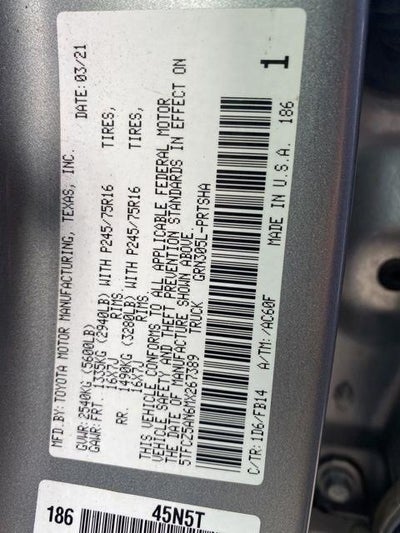 MFD.BY: TOYOTA MOTOR MANUFACTURING, TEXAS, INC. DATE: 03/21
GVWR: 2540KG (5600LB)
GAWR: FRT. 1335KG (2940LB) WITH P245/75R16 TIRES,
16X7J RIMS
RR. 1490KG (3280LB) WITH P245/75R16 TIRES,
16X7J RIMS
THIS VEHICLE CONFORMS TO ALL APPLICABLE FEDERAL MOTOR
VEHICLE SAFETY AND THEFT PREVENTION STANDARDS IN EFFECT ON
THE DATE OF MANUFACTURE SHOWN ABOVE.
5TFCZ5AN6MX267389 TRUCK GRN305L-PRTSHA
1
C/TR: 1D6/FB14 A/TM: /AC60F MADE IN U.S.A. 186
186 45N5T